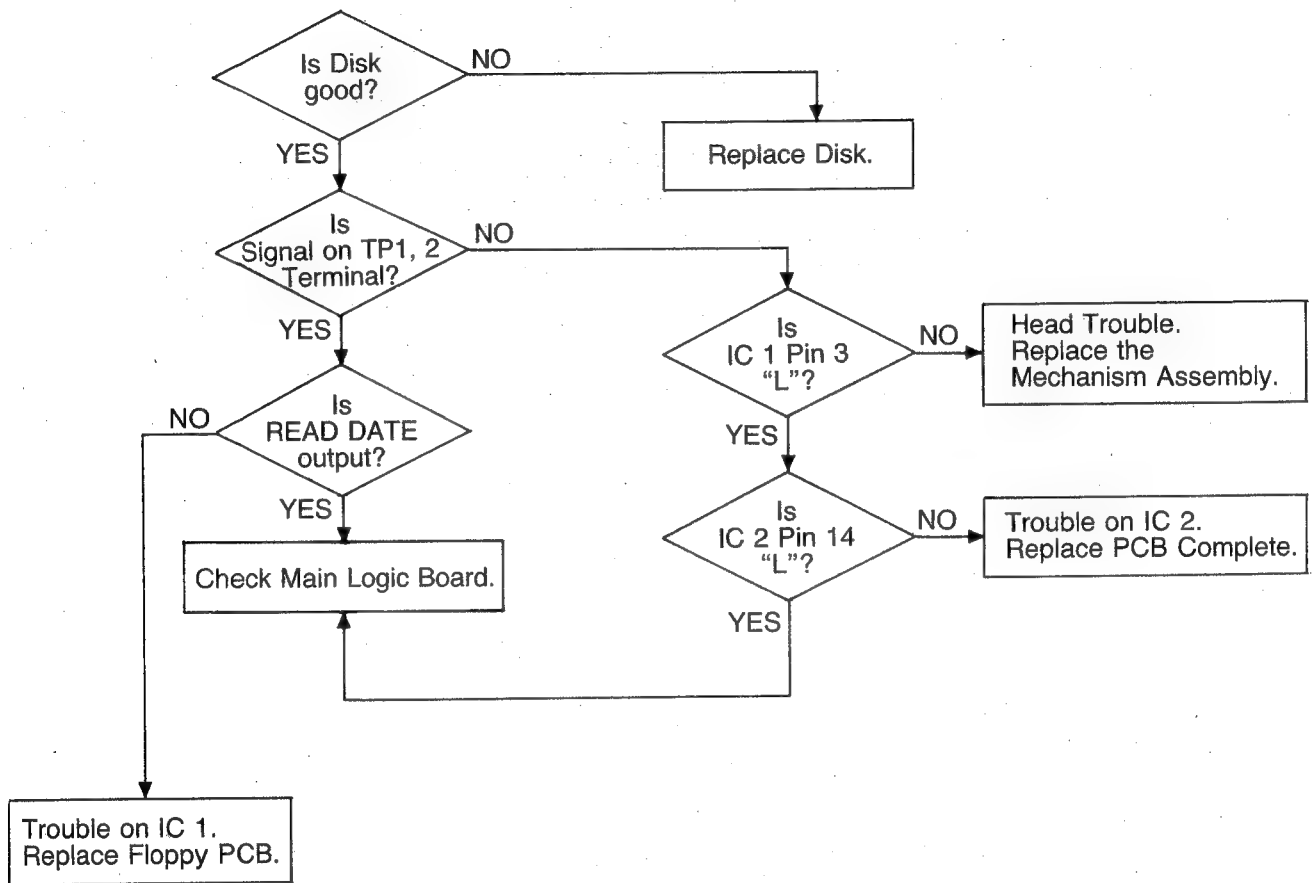 Is Disk
good?
NO
Replace Disk.
YES
Is
Signal on TP1, 2
Terminal?
NO
YES
Is
IC 1 Pin 3
“L”?
NO
Head Trouble.
Replace the
Mechanism Assembly.
YES
Is
READ DATE
output?
NO
YES
Is
IC 2 Pin 14
“L”?
NO
Trouble on IC 2.
Replace PCB Complete.
YES
Check Main Logic Board.
Trouble on IC 1.
Replace Floppy PCB.